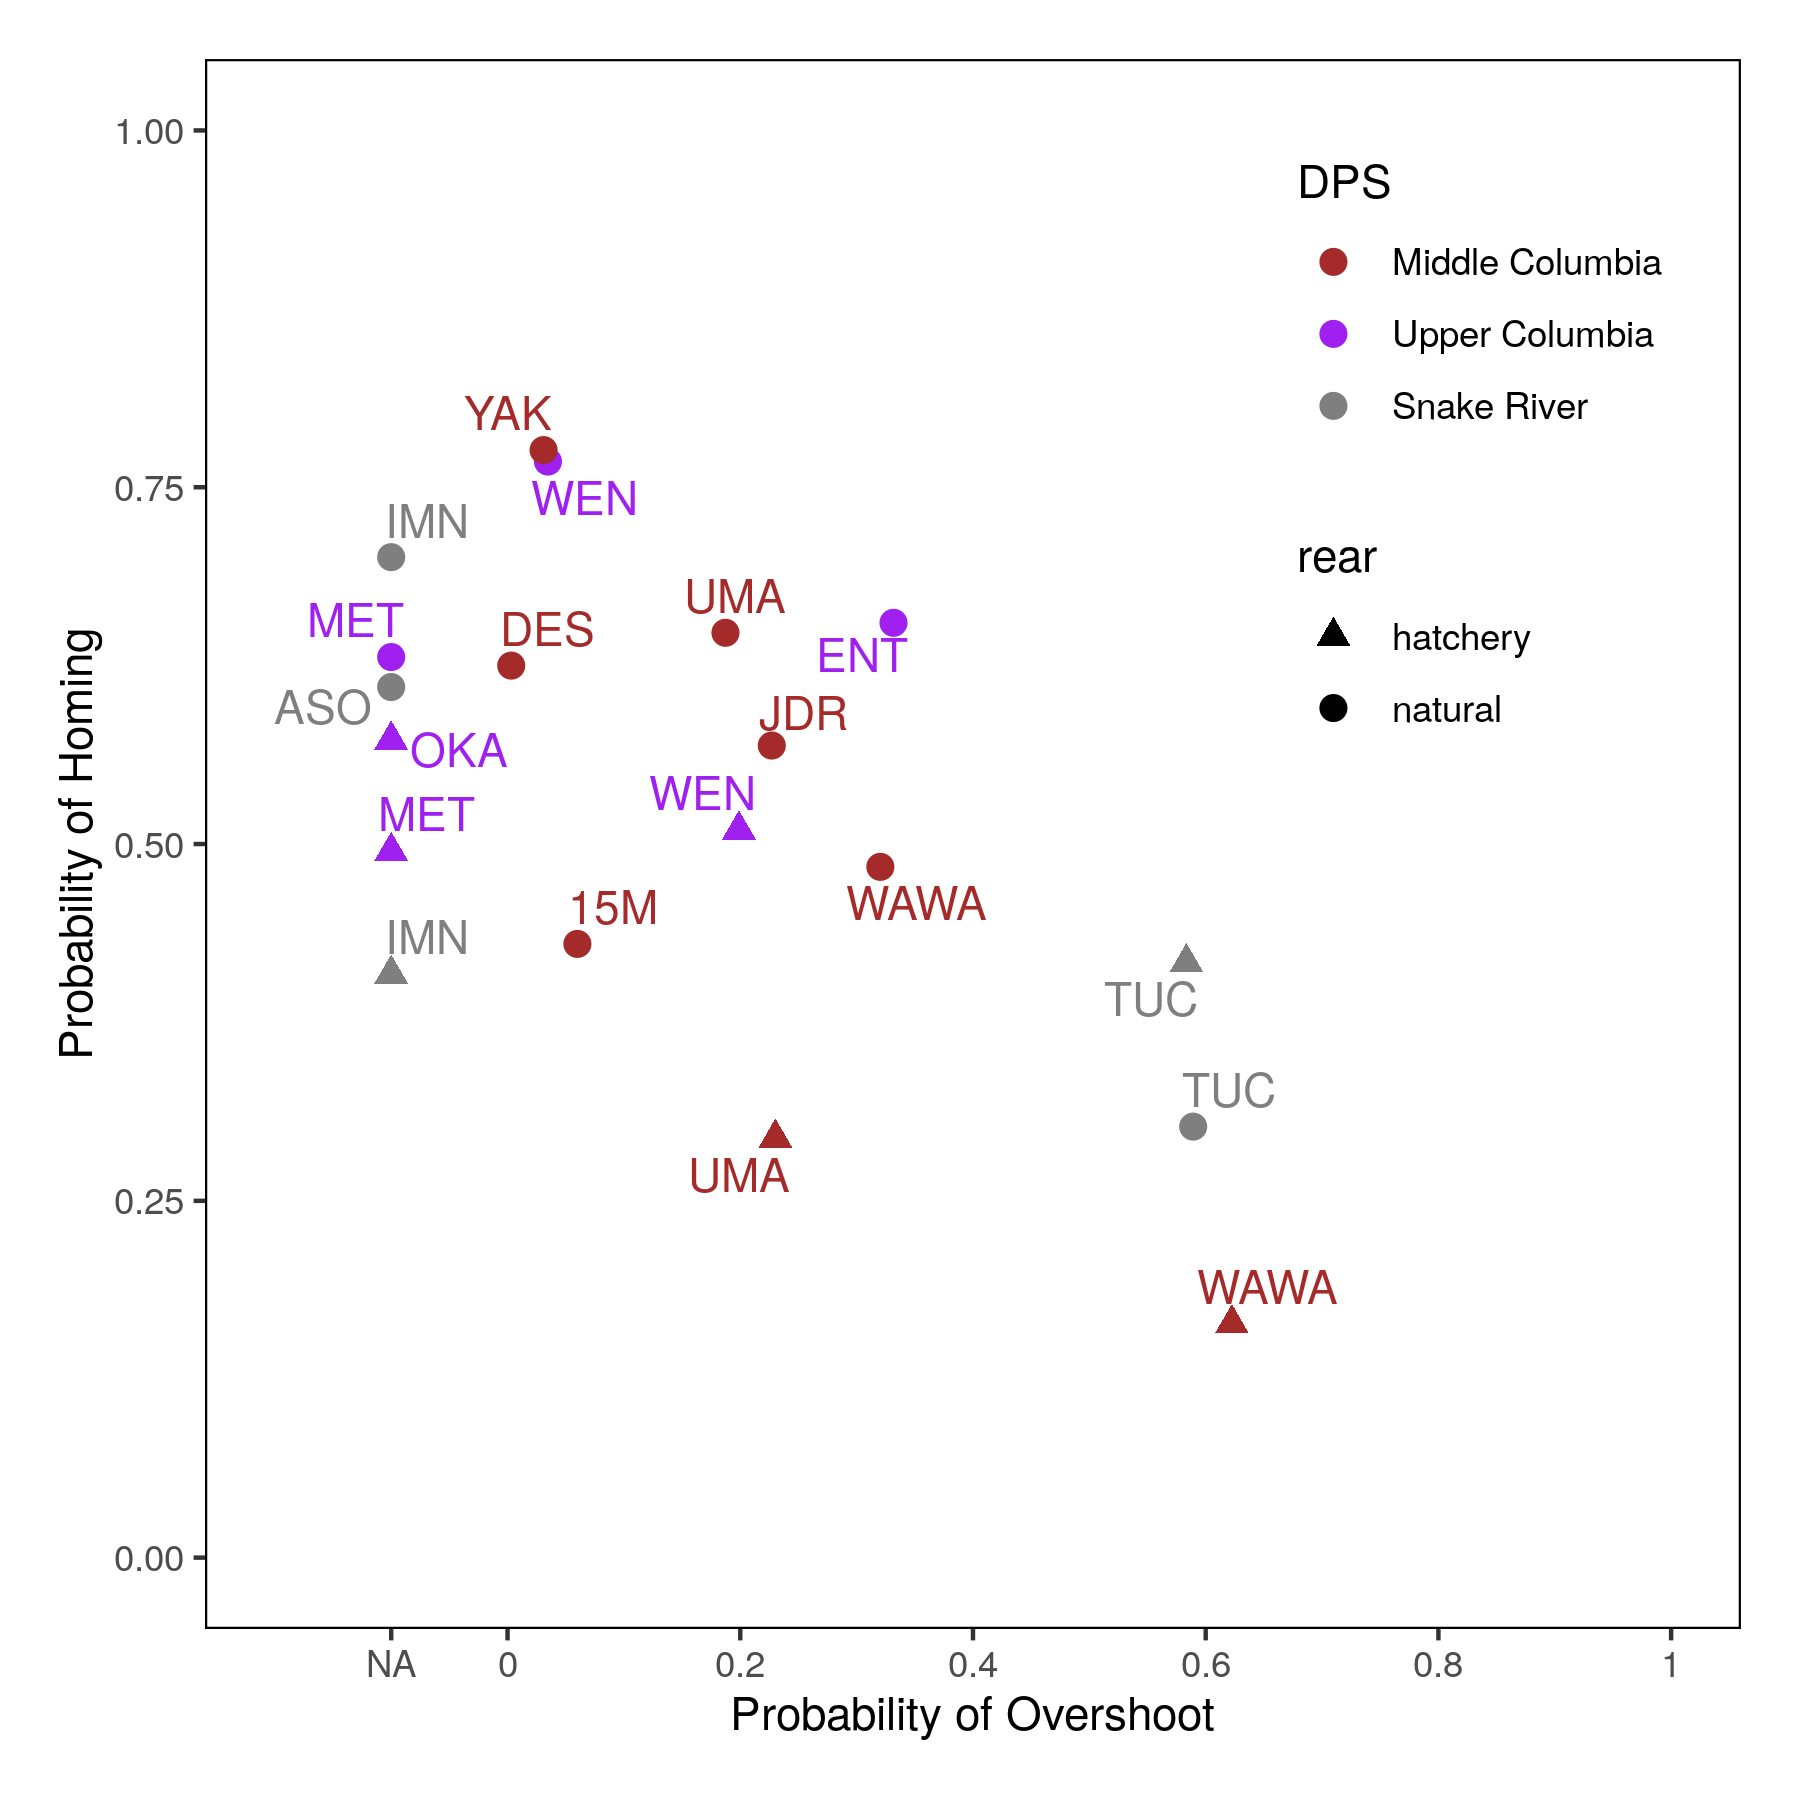 1.00
0.75
0.50
0.25
0.00
Probability of Homing
NA
0
0.2
0.4
0.6
0.8
1
Probability of Overshoot
DPS
Middle Columbia
Upper Columbia
Snake River
rear
hatchery
natural
YAK
WEN
IMN
MET
DES
UMA
ENT
ASO
JDR
OKA
WEN
MET
15M
WAWA
IMN
TUC
TUC
UMA
WAWA